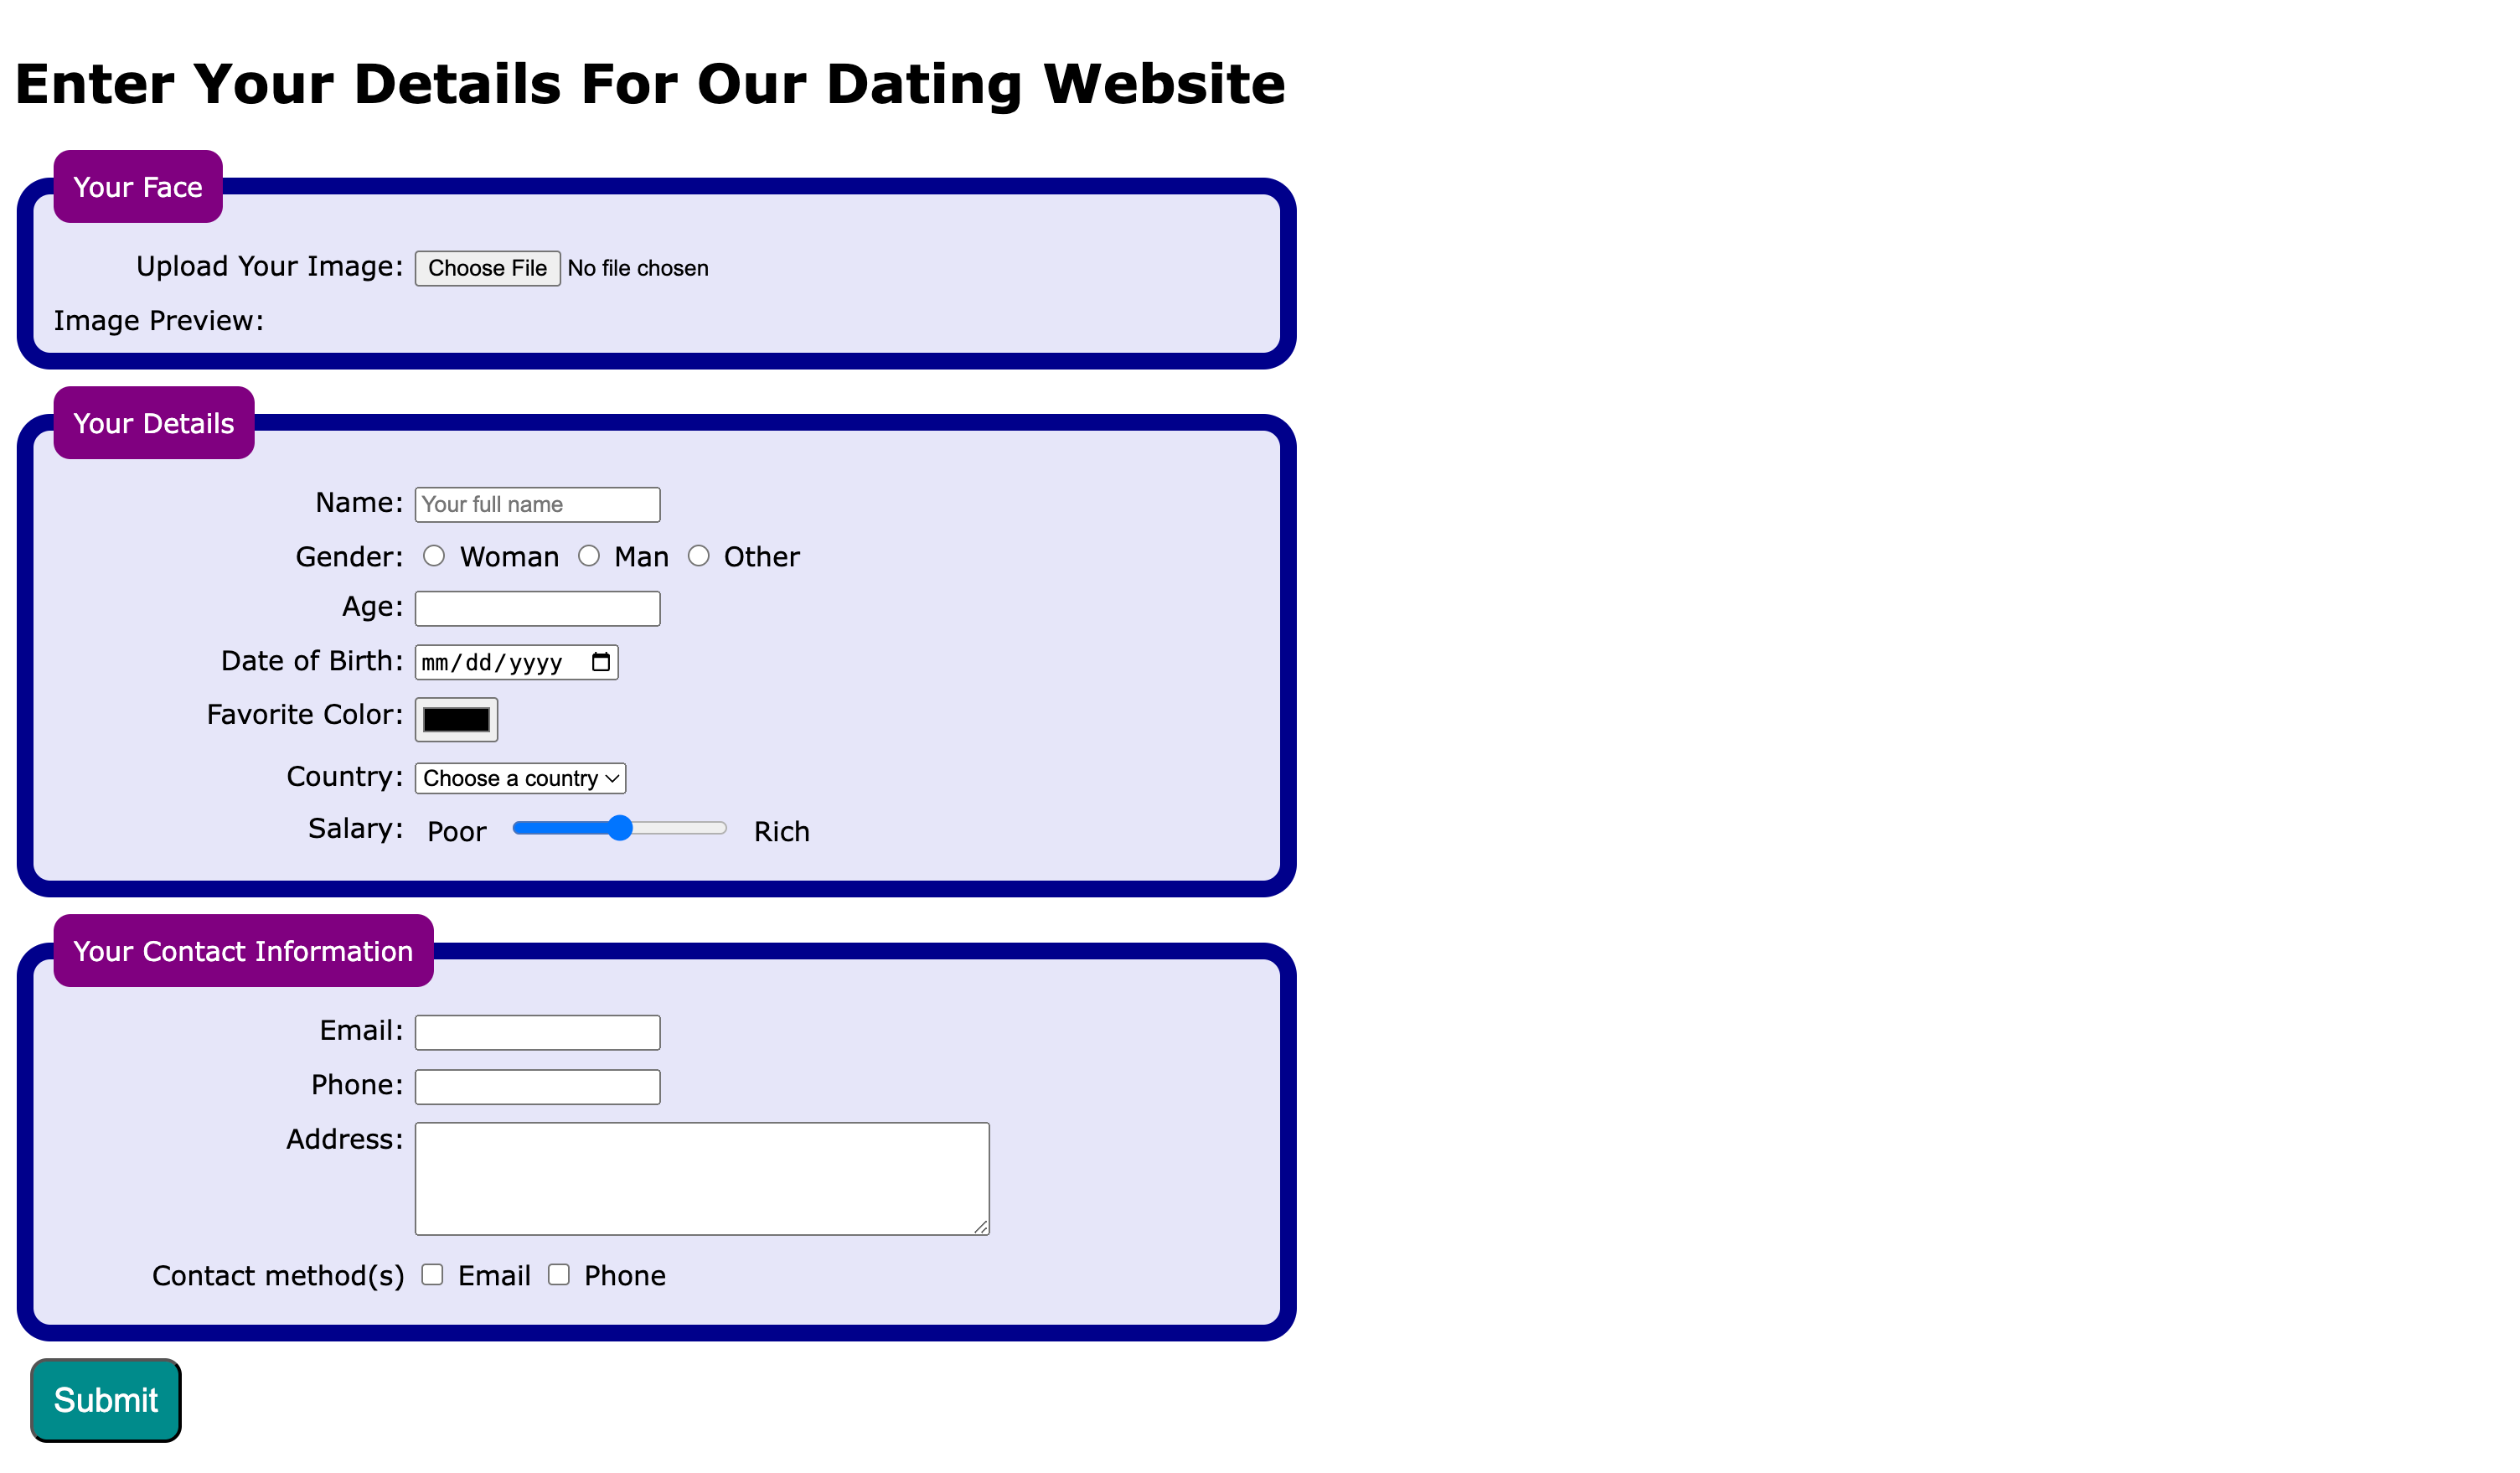 Enter Your Details For Our Dating Website
Your Face
Upload Your Image: Choose File No file chosen
Image Preview:
Your Details
Name: Your full name
Gender: Woman Man Other
Age:
Date of Birth: mm/dd/yyyy
Favorite Color:
Country: Choose a country
Salary: Poor Rich
Your Contact Information
Email:
Phone:
Address:
Contact method(s) Email Phone
Submit